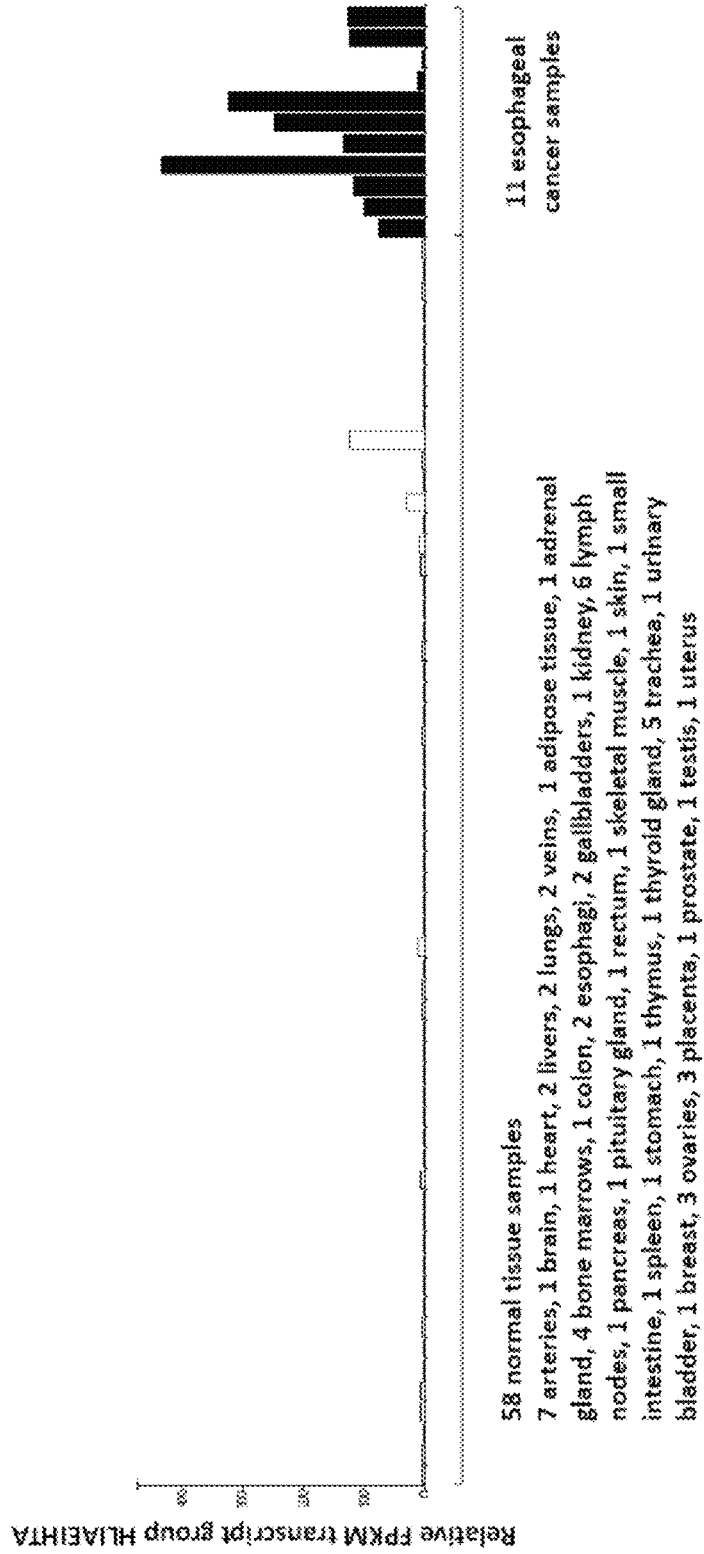 Relative FPKM transcript group HLIAEIHTA
0
58 normal tissue samples
7 arteries, 1 brain, 1 heart, 2 livers, 2 lungs, 2 veins, 1 adipose tissue, 1 adrenal
gland, 4 bone marrows, 1 colon, 2 esophagi, 2 gallbladders, 1 kidney, 6 lymph
nodes, 1 pancreas, 1 pituitary gland, 1 rectum, 1 skeletal muscle, 1 skin, 1 small
intestine, 1 spleen, 1 stomach, 1 thymus, 1 thyroid gland, 5 trachea, 1 urinary
bladder, 1 breast, 3 ovaries, 3 placenta, 1 prostate, 1 testis, 1 uterus
11 esophageal
cancer samples